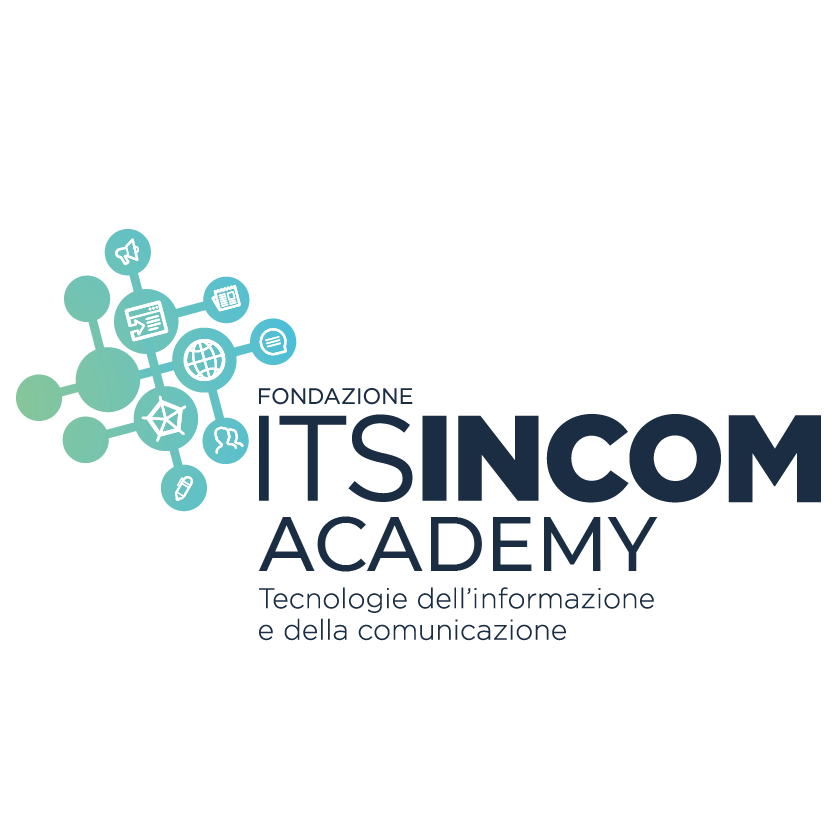 FONDAZIONE
ITSINCOM
ACADEMY
Tecnologie dell'informazione
e della comunicazione